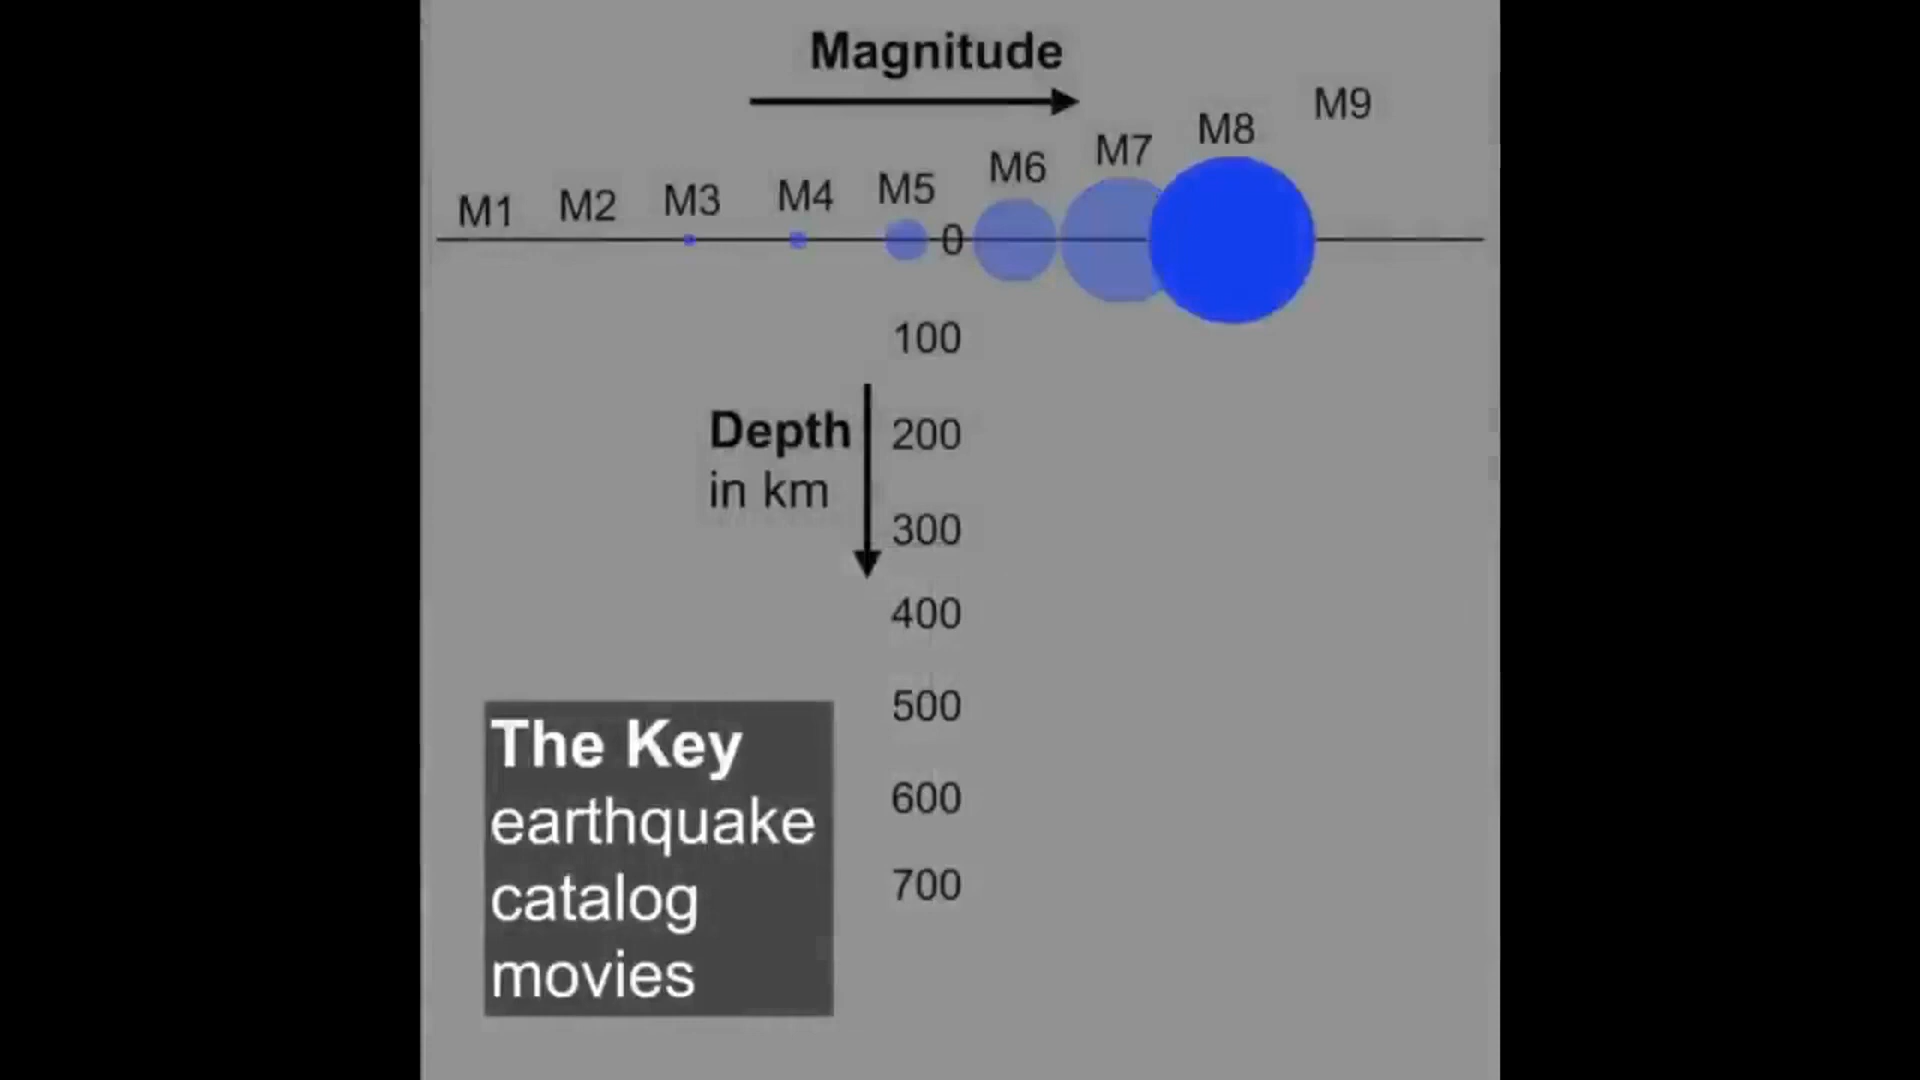 Magnitude
M1 M2 M3 M4 M5 M6 M7 M8 M9
0
100
Depth
in km
200
300
400
500
600
700
The Key
earthquake
catalog
movies